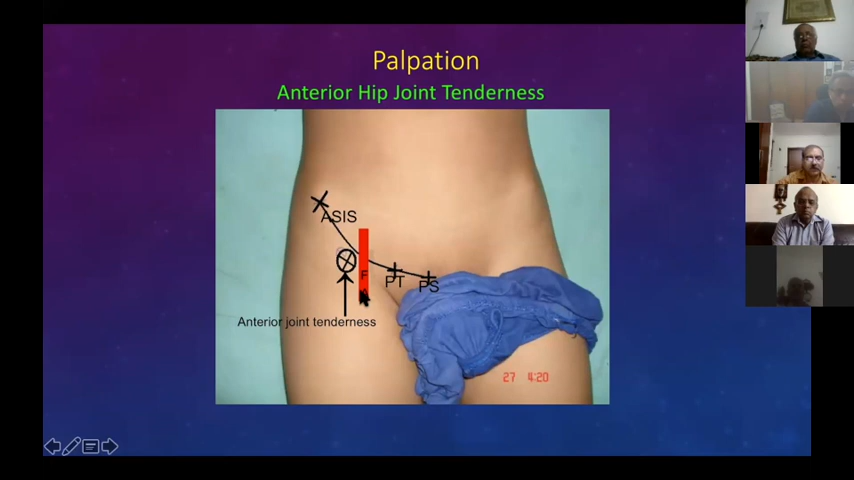 Palpation
Anterior Hip Joint Tenderness
ASIS
F
PT
PS
Anterior joint tenderness
27 4:20